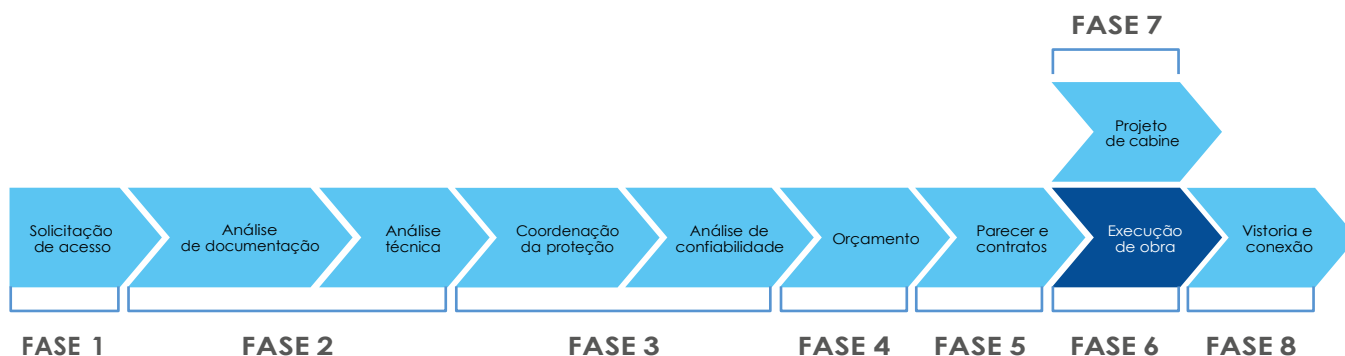 FASE 7
Projeto
de cabine
Solicitação
de acesso
Análise
de documentação
Análise
técnica
Coordenação
da proteção
Análise de
confiabilidade
Orçamento
Parecer e
contratos
Execução
de obra
Vistoria e
conexão
FASE 1
FASE 2
FASE 3
FASE 4
FASE 5
FASE 6
FASE 8